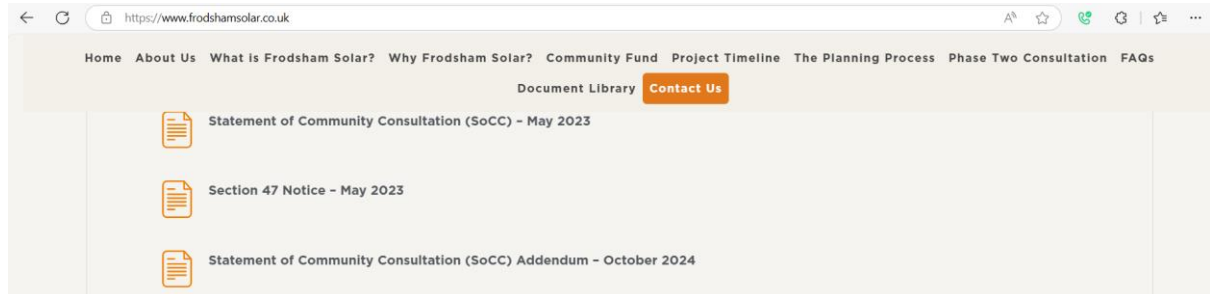 https://www.frodshamsolar.co.uk
Home About Us What is Frodsham Solar? Why Frodsham Solar? Community Fund Project Timeline The Planning Process Phase Two Consultation FAQs
Document Library Contact Us
Statement of Community Consultation (SoCC) – May 2023
Section 47 Notice – May 2023
Statement of Community Consultation (SoCC) Addendum – October 2024